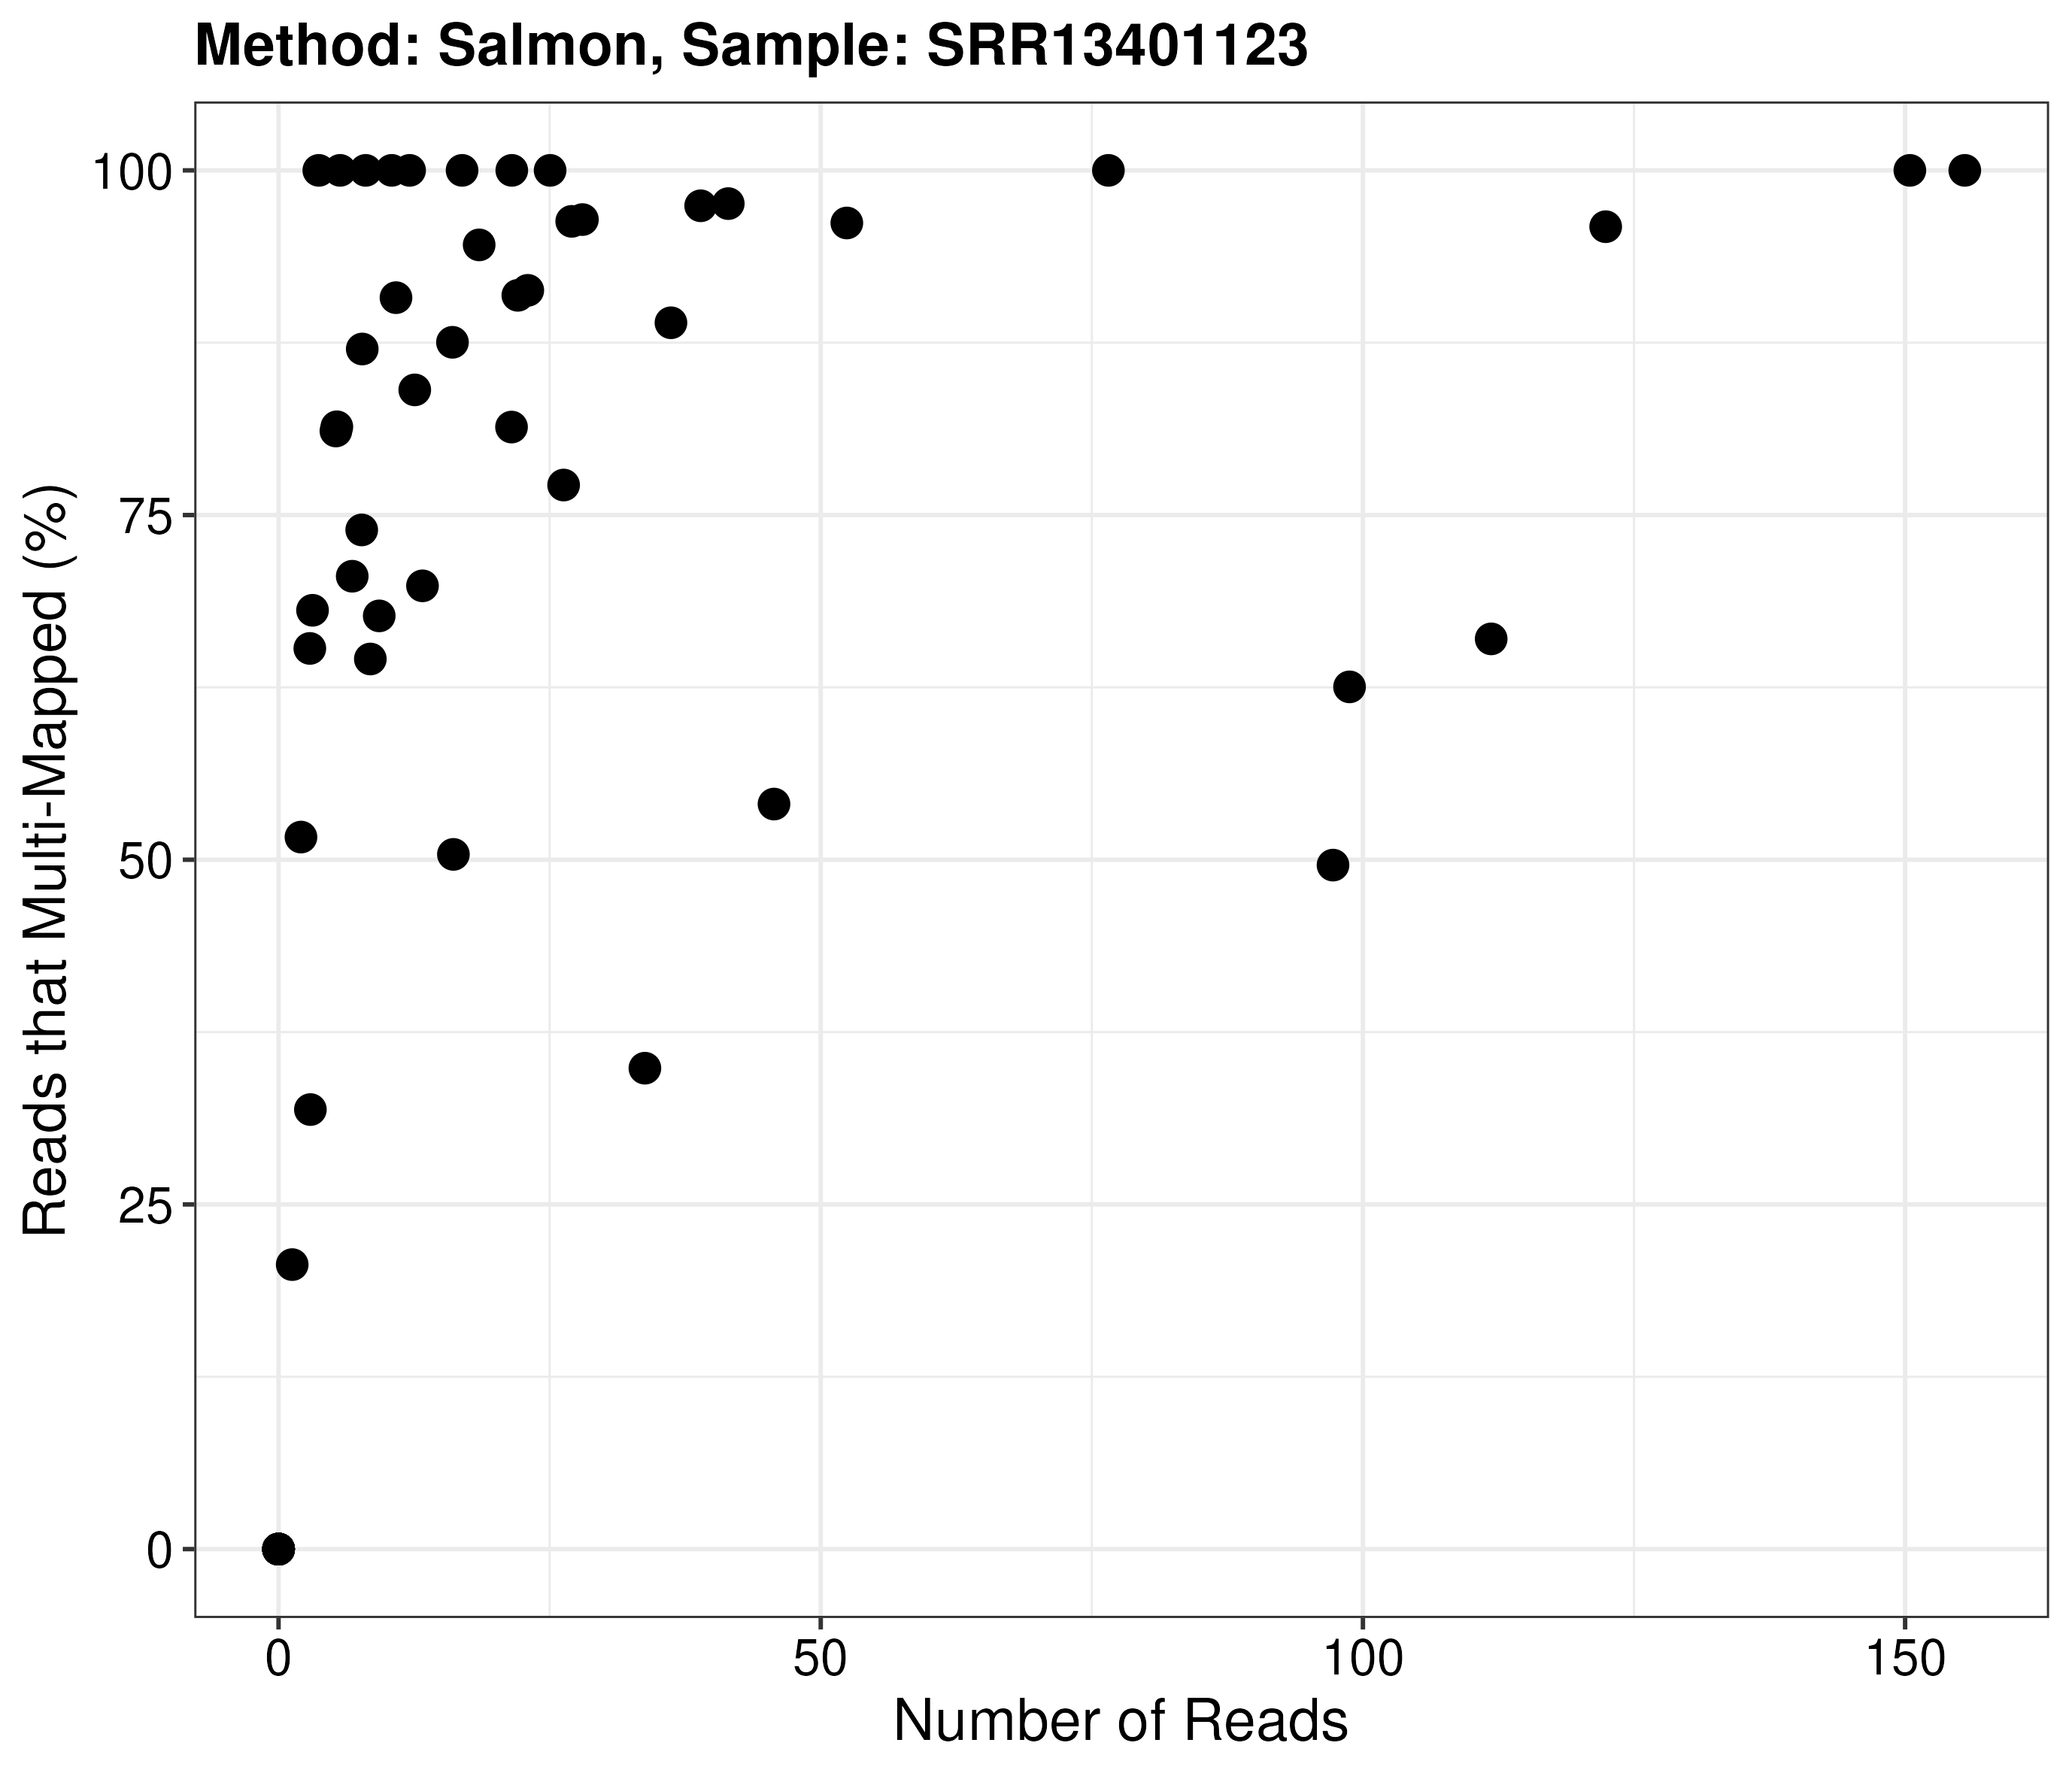 Method: Salmon, Sample: SRR13401123
Reads that Multi-Mapped (%)
100
75
50
25
0
0 50 100 150
Number of Reads